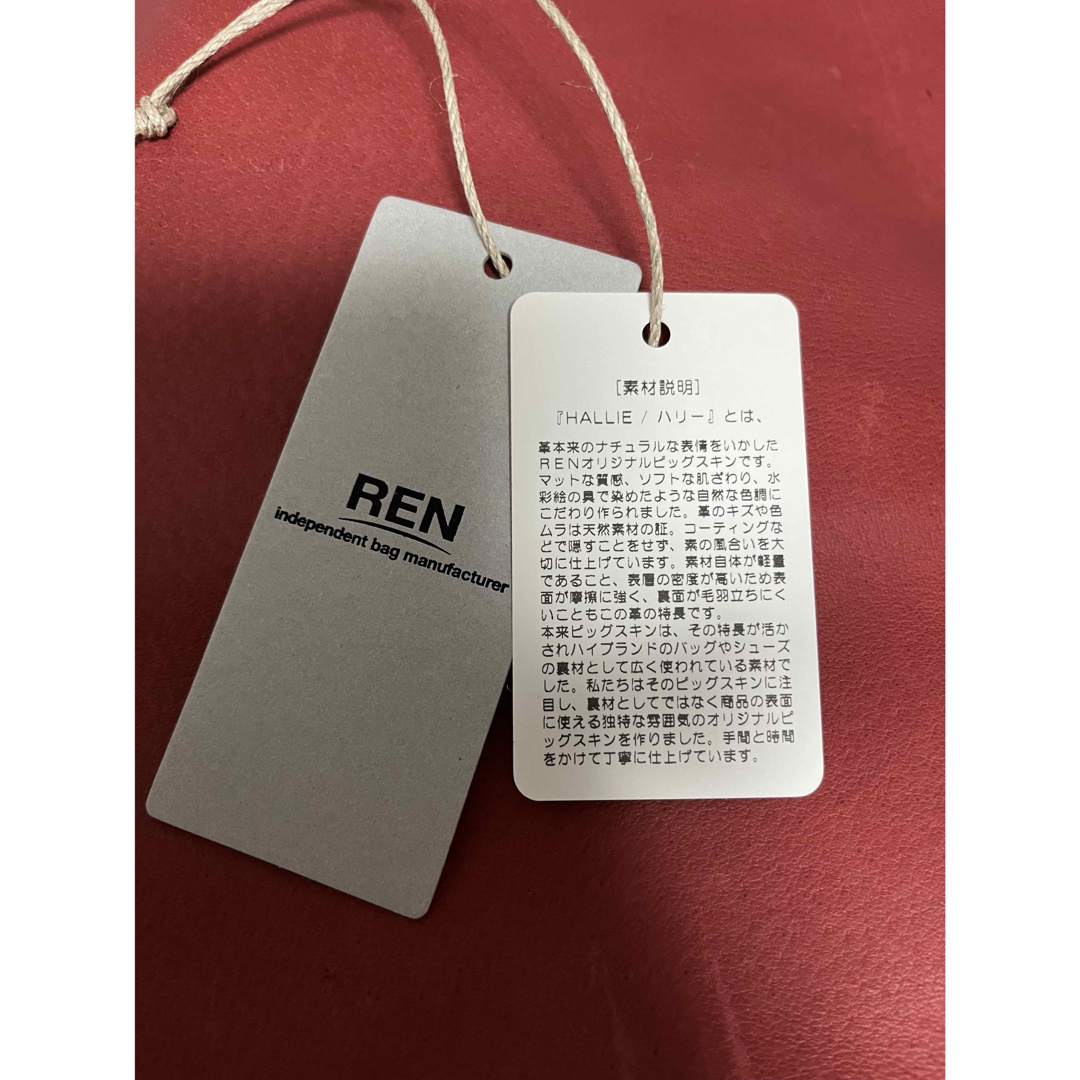 REN
independent bag manufacturer
[素材説明]
『HALLIE / ハリー』とは、
革本来のナチュラルな表情をいかした
RENオリジナルピッグスキンです。
マットな質感、ソフトな肌ざわり、水
彩絵の具で染めたような自然な色調に
こだわり作られました。革のキズや色
ムラは天然素材の証。コーティングな
どで隠すことをせず、素の風合いを大
切に仕上げています。素材自体が軽量
であること、表層の密度が高いため表
面が摩擦に強く、裏面が毛羽立ちにく
いこともこの革の特長です。
本来ピッグスキンは、その特長が活か
されハイブランドのバッグやシューズ
の裏材として広く使われている素材で
した。私たちはそのピッグスキンに注
目し、裏材としてではなく商品の表面
に使える独特な雰囲気のオリジナルピ
ッグスキンを作りました。手間と時間
をかけて丁寧に仕上げています。